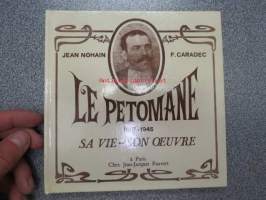 JEAN NOHAIN
F. CARADEC
LE PETOMANE
1857-1945
SA VIE-SON OEUVRE
à Paris
Chez Jean-Jacques Pauvert